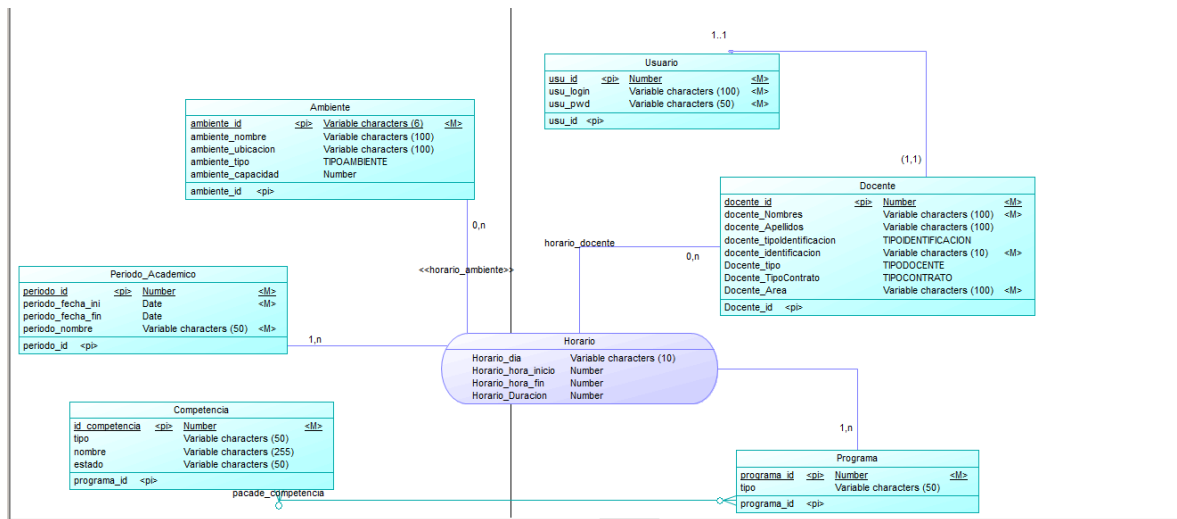 1..1
Usuario
usu_id <pi> Number <M>
usu_login Variable characters (100) <M>
usu_pwd Variable characters (50) <M>
usu_id <pi>
Ambiente
ambiente_id <pi> Variable characters (6) <M>
ambiente_nombre Variable characters (100)
ambiente_ubicacion Variable characters (100)
ambiente_tipo TIPOAMBIENTE
ambiente_capacidad Number
ambiente_id <pi>
(1,1)
Docente
docente_id <pi> Number <M>
docente_Nombres Variable characters (100) <M>
docente_Apellidos Variable characters (100)
docente_tipoIdentificacion TIPOIDENTIFICACION
docente_identificacion Variable characters (10) <M>
Docente_tipo TIPODOCENTE
Docente_TipoContrato TIPOCONTRATO
Docente_Area Variable characters (100) <M>
Docente_id <pi>
0,n
horario_docente
0,n
<<horario_ambiente>>
Periodo_Academico
periodo_id <pi> Number <M>
periodo_fecha_ini Date <M>
periodo_fecha_fin Date
periodo_nombre Variable characters (50) <M>
periodo_id <pi>
1,n
Horario
Horario_dia Variable characters (10)
Horario_hora_inicio Number
Horario_hora_fin Number
Horario_Duracion Number
Competencia
id_competencia <pi> Number <M>
tipo Variable characters (50)
nombre Variable characters (255)
estado Variable characters (50)
programa_id <pi>
pacade_competencia
1,n
Programa
programa_id <pi> Number <M>
tipo Variable characters (50)
programa_id <pi>